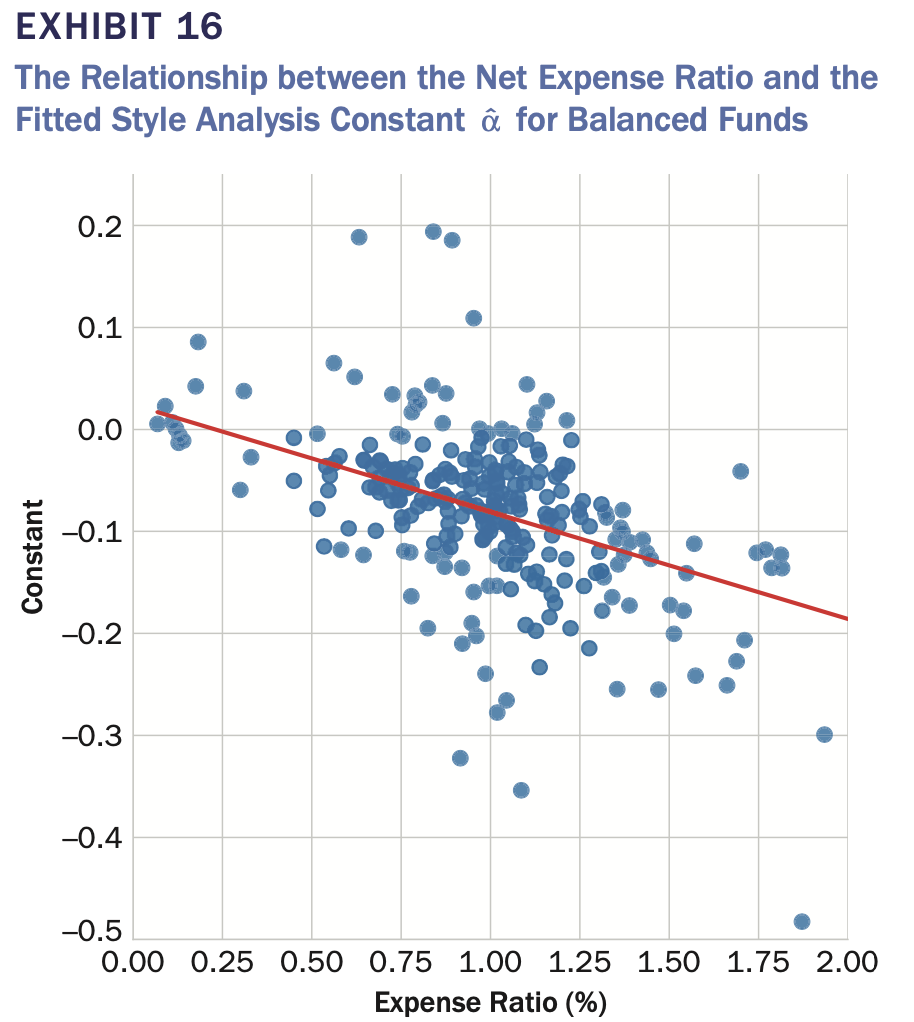 EXHIBIT 16
The Relationship between the Net Expense Ratio and the
Fitted Style Analysis Constant α̂ for Balanced Funds
0.2
0.1
0.0
−0.1
−0.2
−0.3
−0.4
−0.5
Constant
0.00 0.25 0.50 0.75 1.00 1.25 1.50 1.75 2.00
Expense Ratio (%)